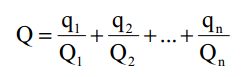 Q = q₁/Q₁ + q₂/Q₂ + ... + qₙ/Qₙ